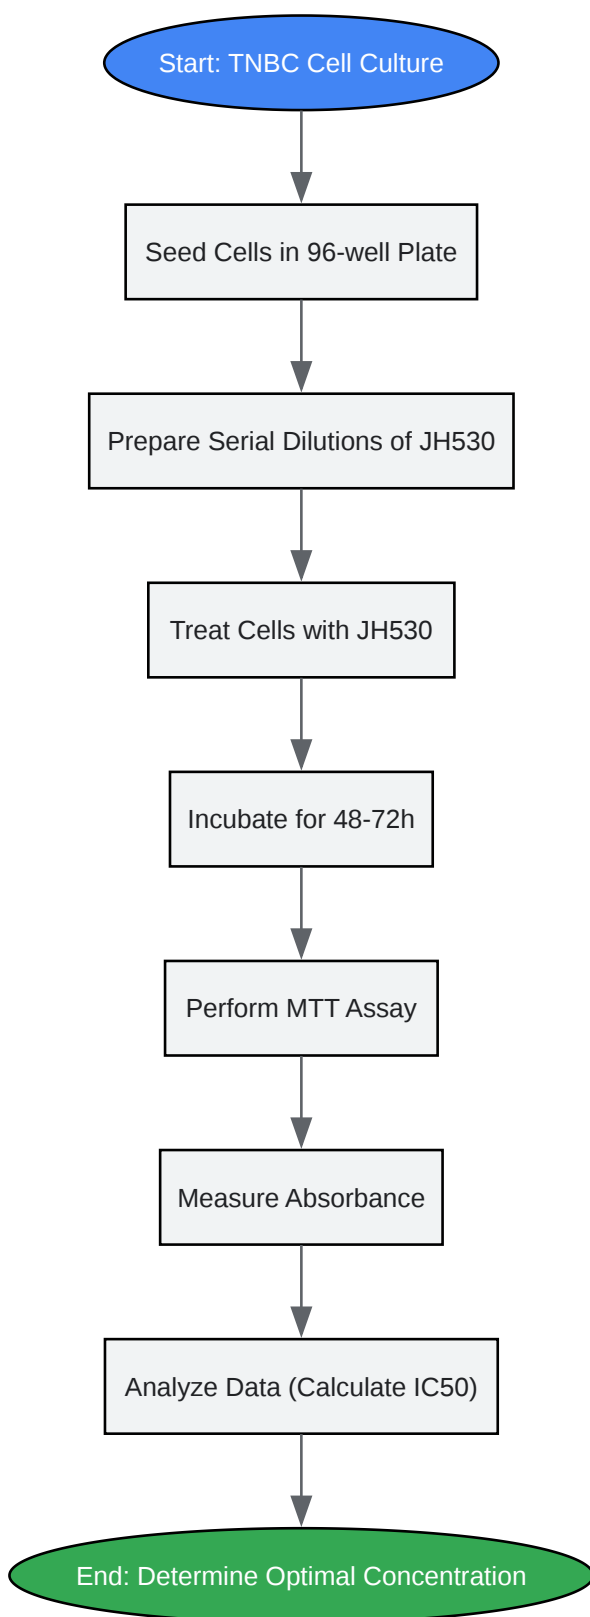 Start: TNBC Cell Culture
Seed Cells in 96-well Plate
Prepare Serial Dilutions of JH530
Treat Cells with JH530
Incubate for 48-72h
Perform MTT Assay
Measure Absorbance
Analyze Data (Calculate IC50)
End: Determine Optimal Concentration